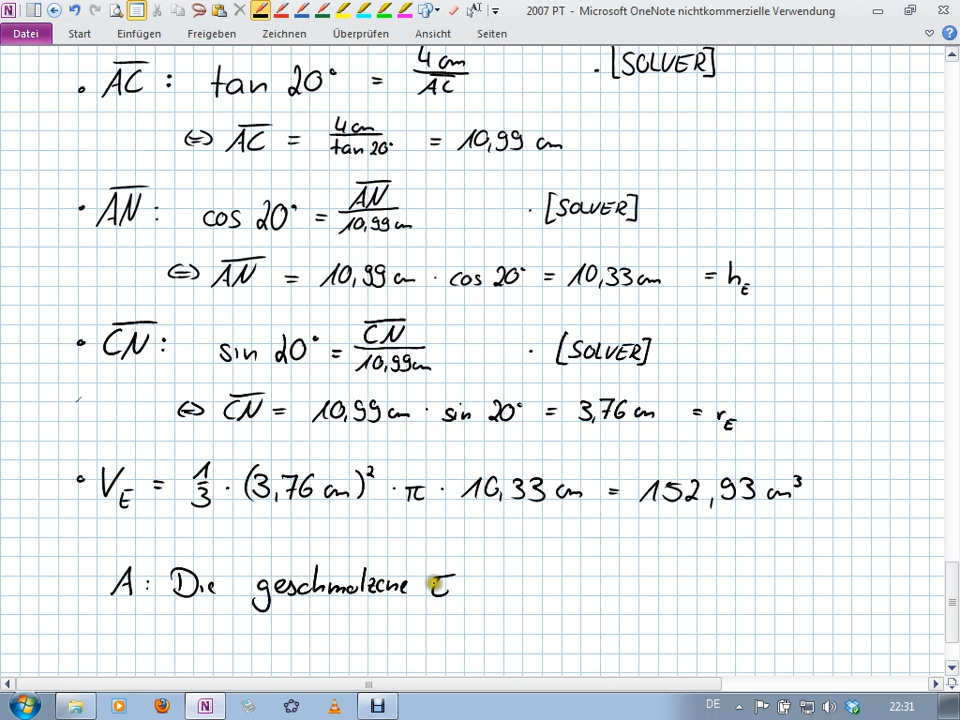 2007 PT - Microsoft OneNote nichtkommerzielle Verwendung
Datei Start Einfügen Freigeben Zeichnen Überprüfen Ansicht Seiten
• AC : tan 20° = 4 cm / AC · [SOLVER]
⇔ AC = 4 cm / tan 20° = 10,99 cm
• AN : cos 20° = AN / 10,99 cm · [SOLVER]
⇔ AN = 10,99 cm · cos 20° = 10,33 cm = h_E
• CN : sin 20° = CN / 10,99 cm · [SOLVER]
⇔ CN = 10,99 cm · sin 20° = 3,76 cm = r_E
• V_E = 1/3 · (3,76 cm)² · π · 10,33 cm = 152,93 cm³
A : Die geschmolzene
DE 22:31